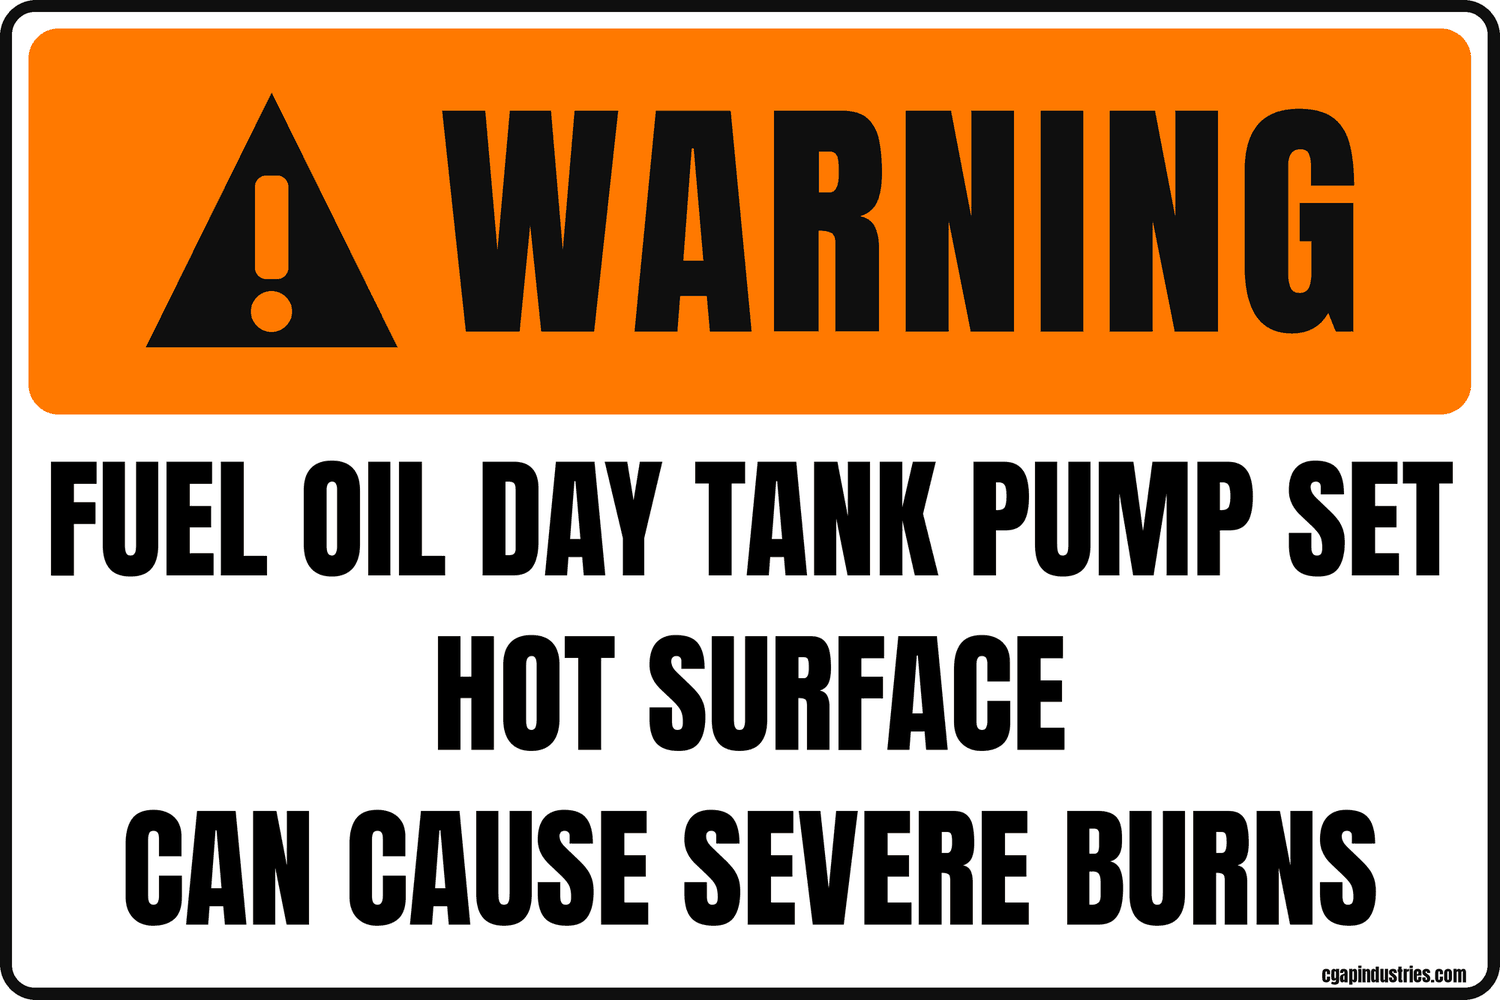 WARNING
FUEL OIL DAY TANK PUMP SET
HOT SURFACE
CAN CAUSE SEVERE BURNS
cgapindustries.com